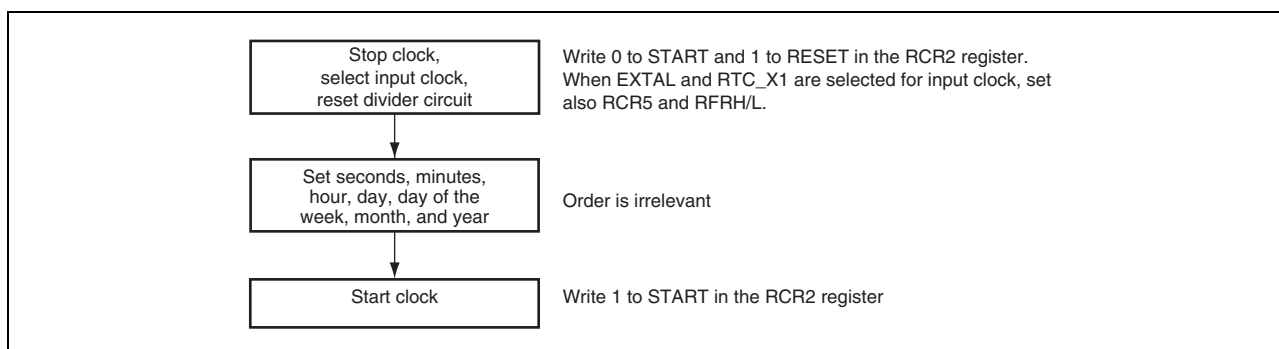 Stop clock,
select input clock,
reset divider circuit
Write 0 to START and 1 to RESET in the RCR2 register.
When EXTAL and RTC_X1 are selected for input clock, set
also RCR5 and RFRH/L.
Set seconds, minutes,
hour, day, day of the
week, month, and year
Order is irrelevant
Start clock
Write 1 to START in the RCR2 register